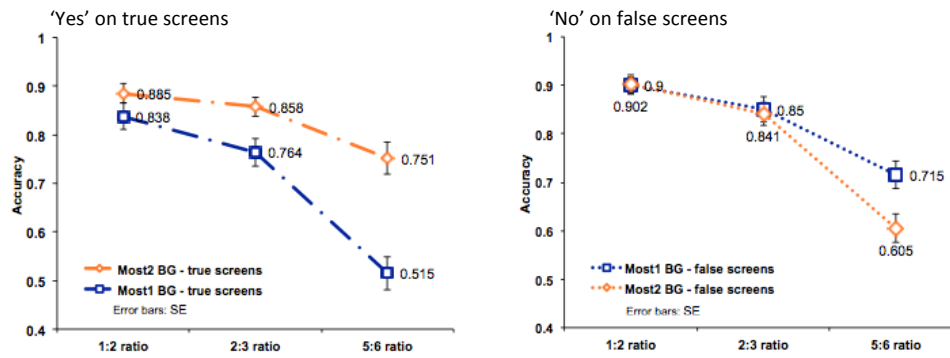 'Yes' on true screens
1
0.9
0.8
0.7
0.6
0.5
0.4
Accuracy
0.885
0.858
0.838
0.764
0.751
0.515
Most2 BG - true screens
Most1 BG - true screens
Error bars: SE
1:2 ratio 2:3 ratio 5:6 ratio
'No' on false screens
1
0.9
0.8
0.7
0.6
0.5
0.4
Accuracy
0.9
0.902
0.85
0.841
0.715
0.605
Most1 BG - false screens
Most2 BG - false screens
Error bars: SE
1:2 ratio 2:3 ratio 5:6 ratio